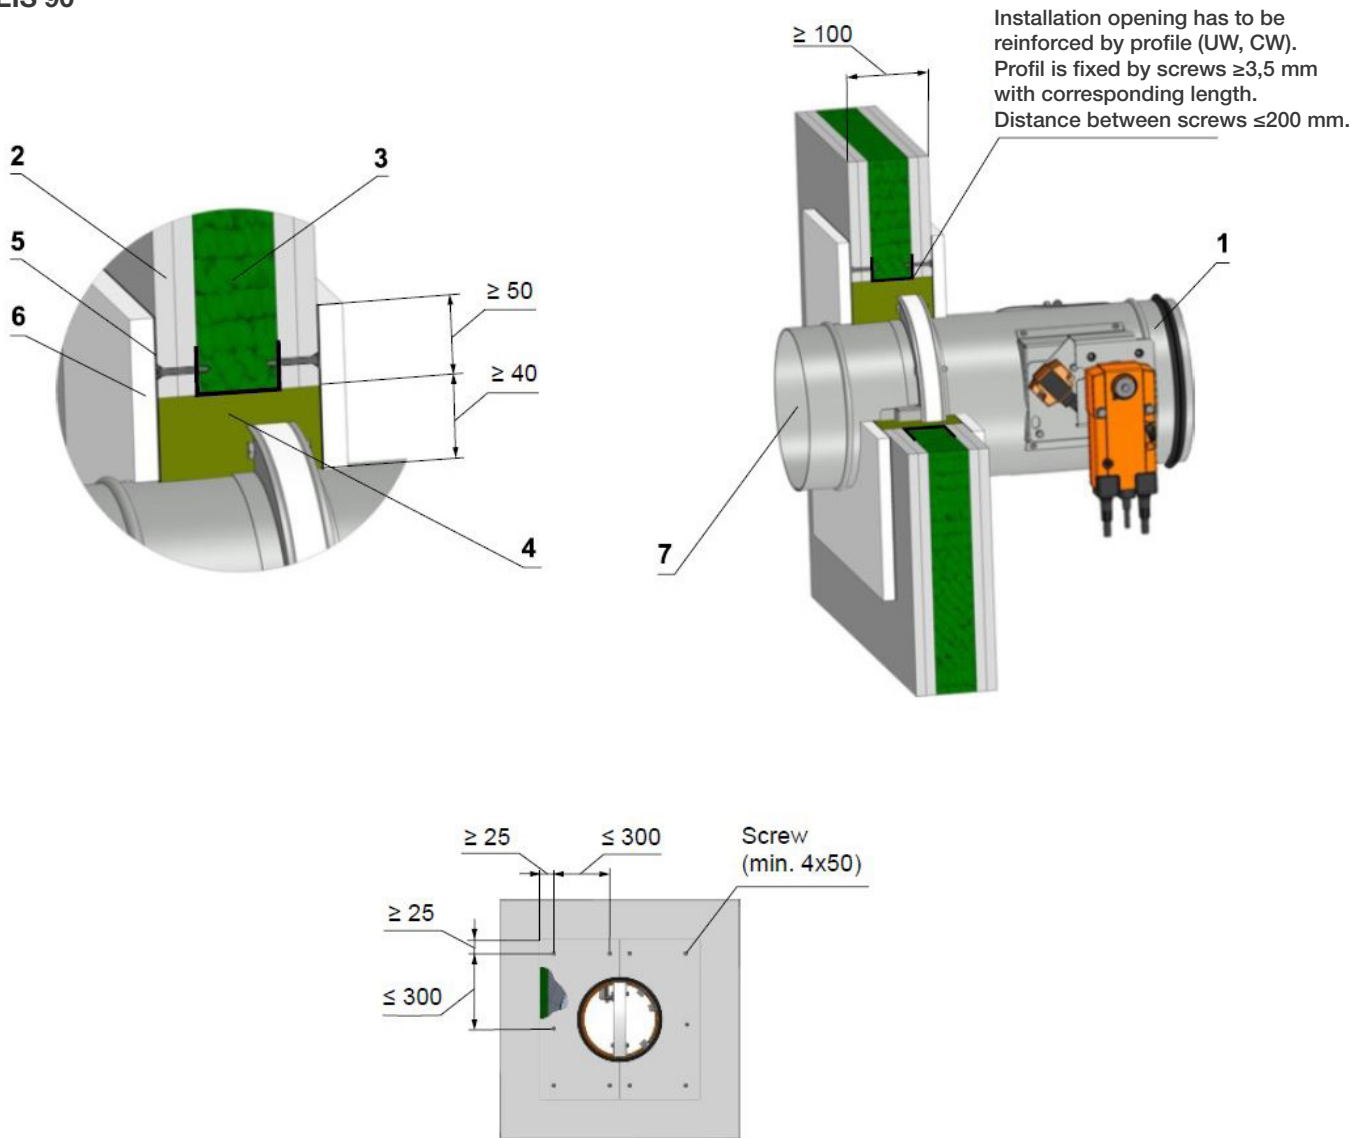 EIS 90
≥ 100
Installation opening has to be
reinforced by profile (UW, CW).
Profil is fixed by screws ≥3,5 mm
with corresponding length.
Distance between screws ≤200 mm.
2
3
5
6
≥ 50
≥ 40
4
1
7
≥ 25
≤ 300
Screw
(min. 4x50)
≥ 25
≤ 300